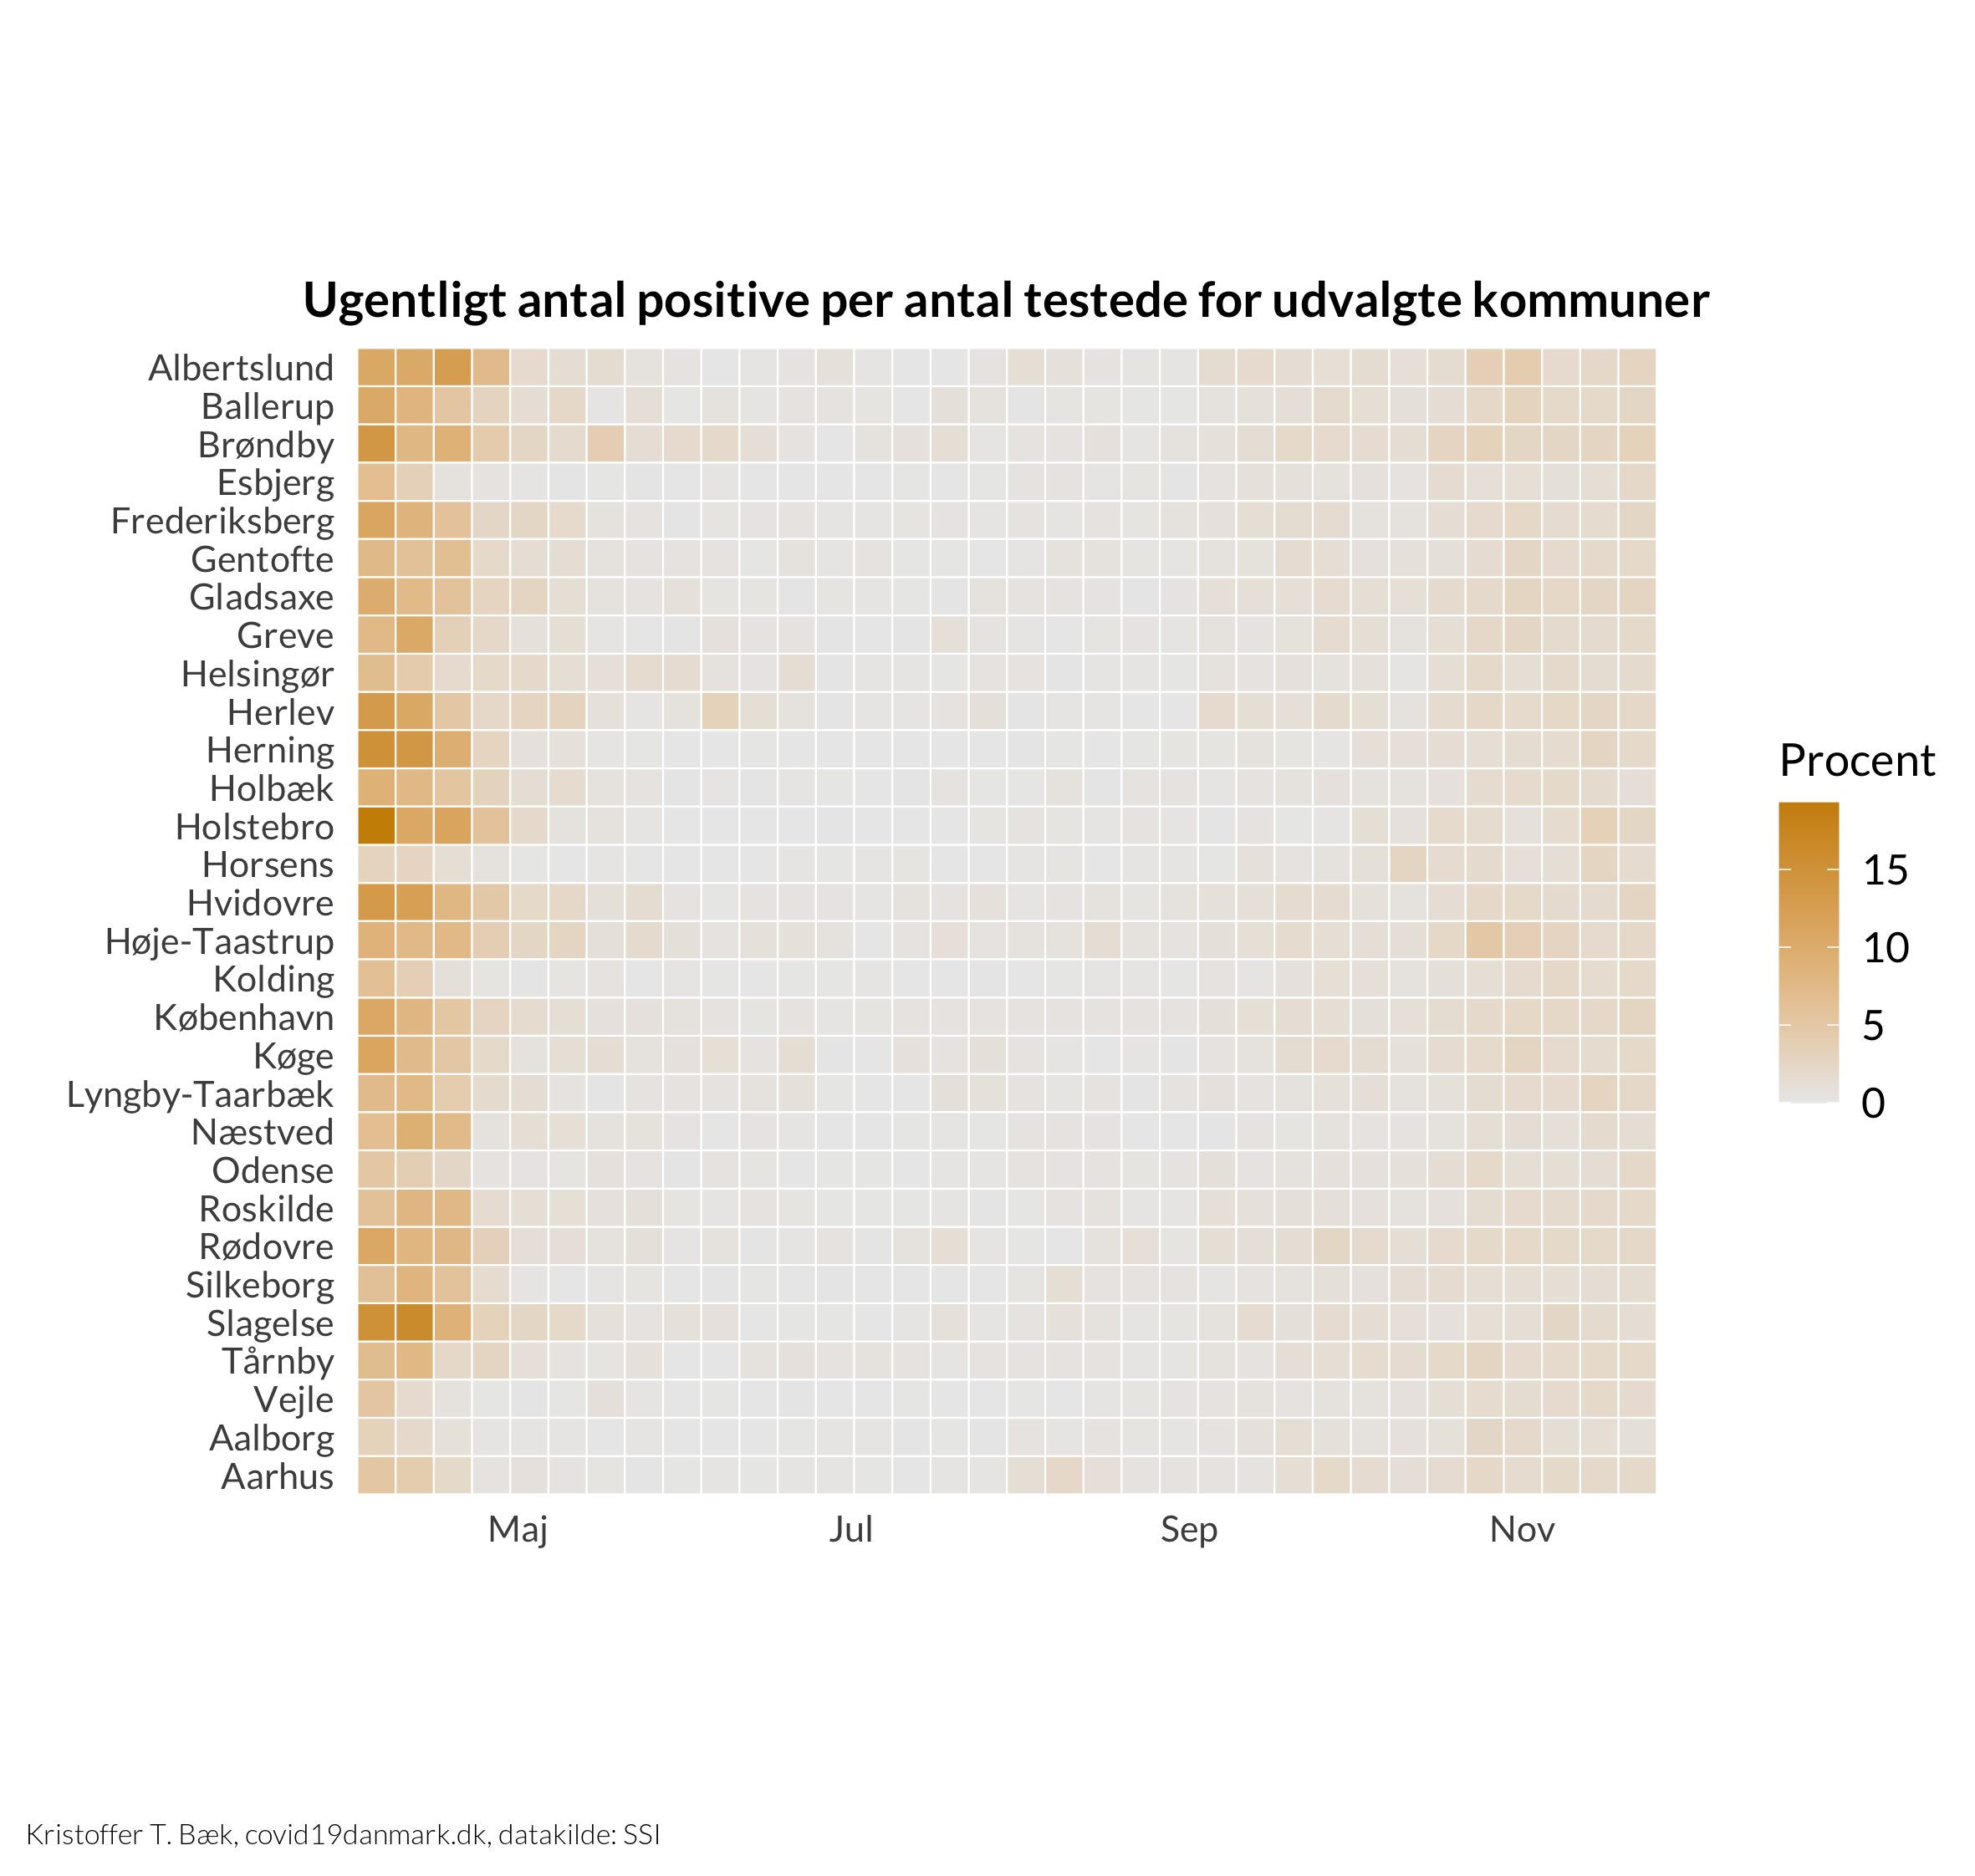 Ugentligt antal positive per antal testede for udvalgte kommuner
Albertslund
Ballerup
Brøndby
Esbjerg
Frederiksberg
Gentofte
Gladsaxe
Greve
Helsingør
Herlev
Herning
Holbæk
Holstebro
Horsens
Hvidovre
Høje-Taastrup
Kolding
København
Køge
Lyngby-Taarbæk
Næstved
Odense
Roskilde
Rødovre
Silkeborg
Slagelse
Tårnby
Vejle
Aalborg
Aarhus
Maj Jul Sep Nov
Procent
15
10
5
0
Kristoffer T. Bæk, covid19danmark.dk, datakilde: SSI